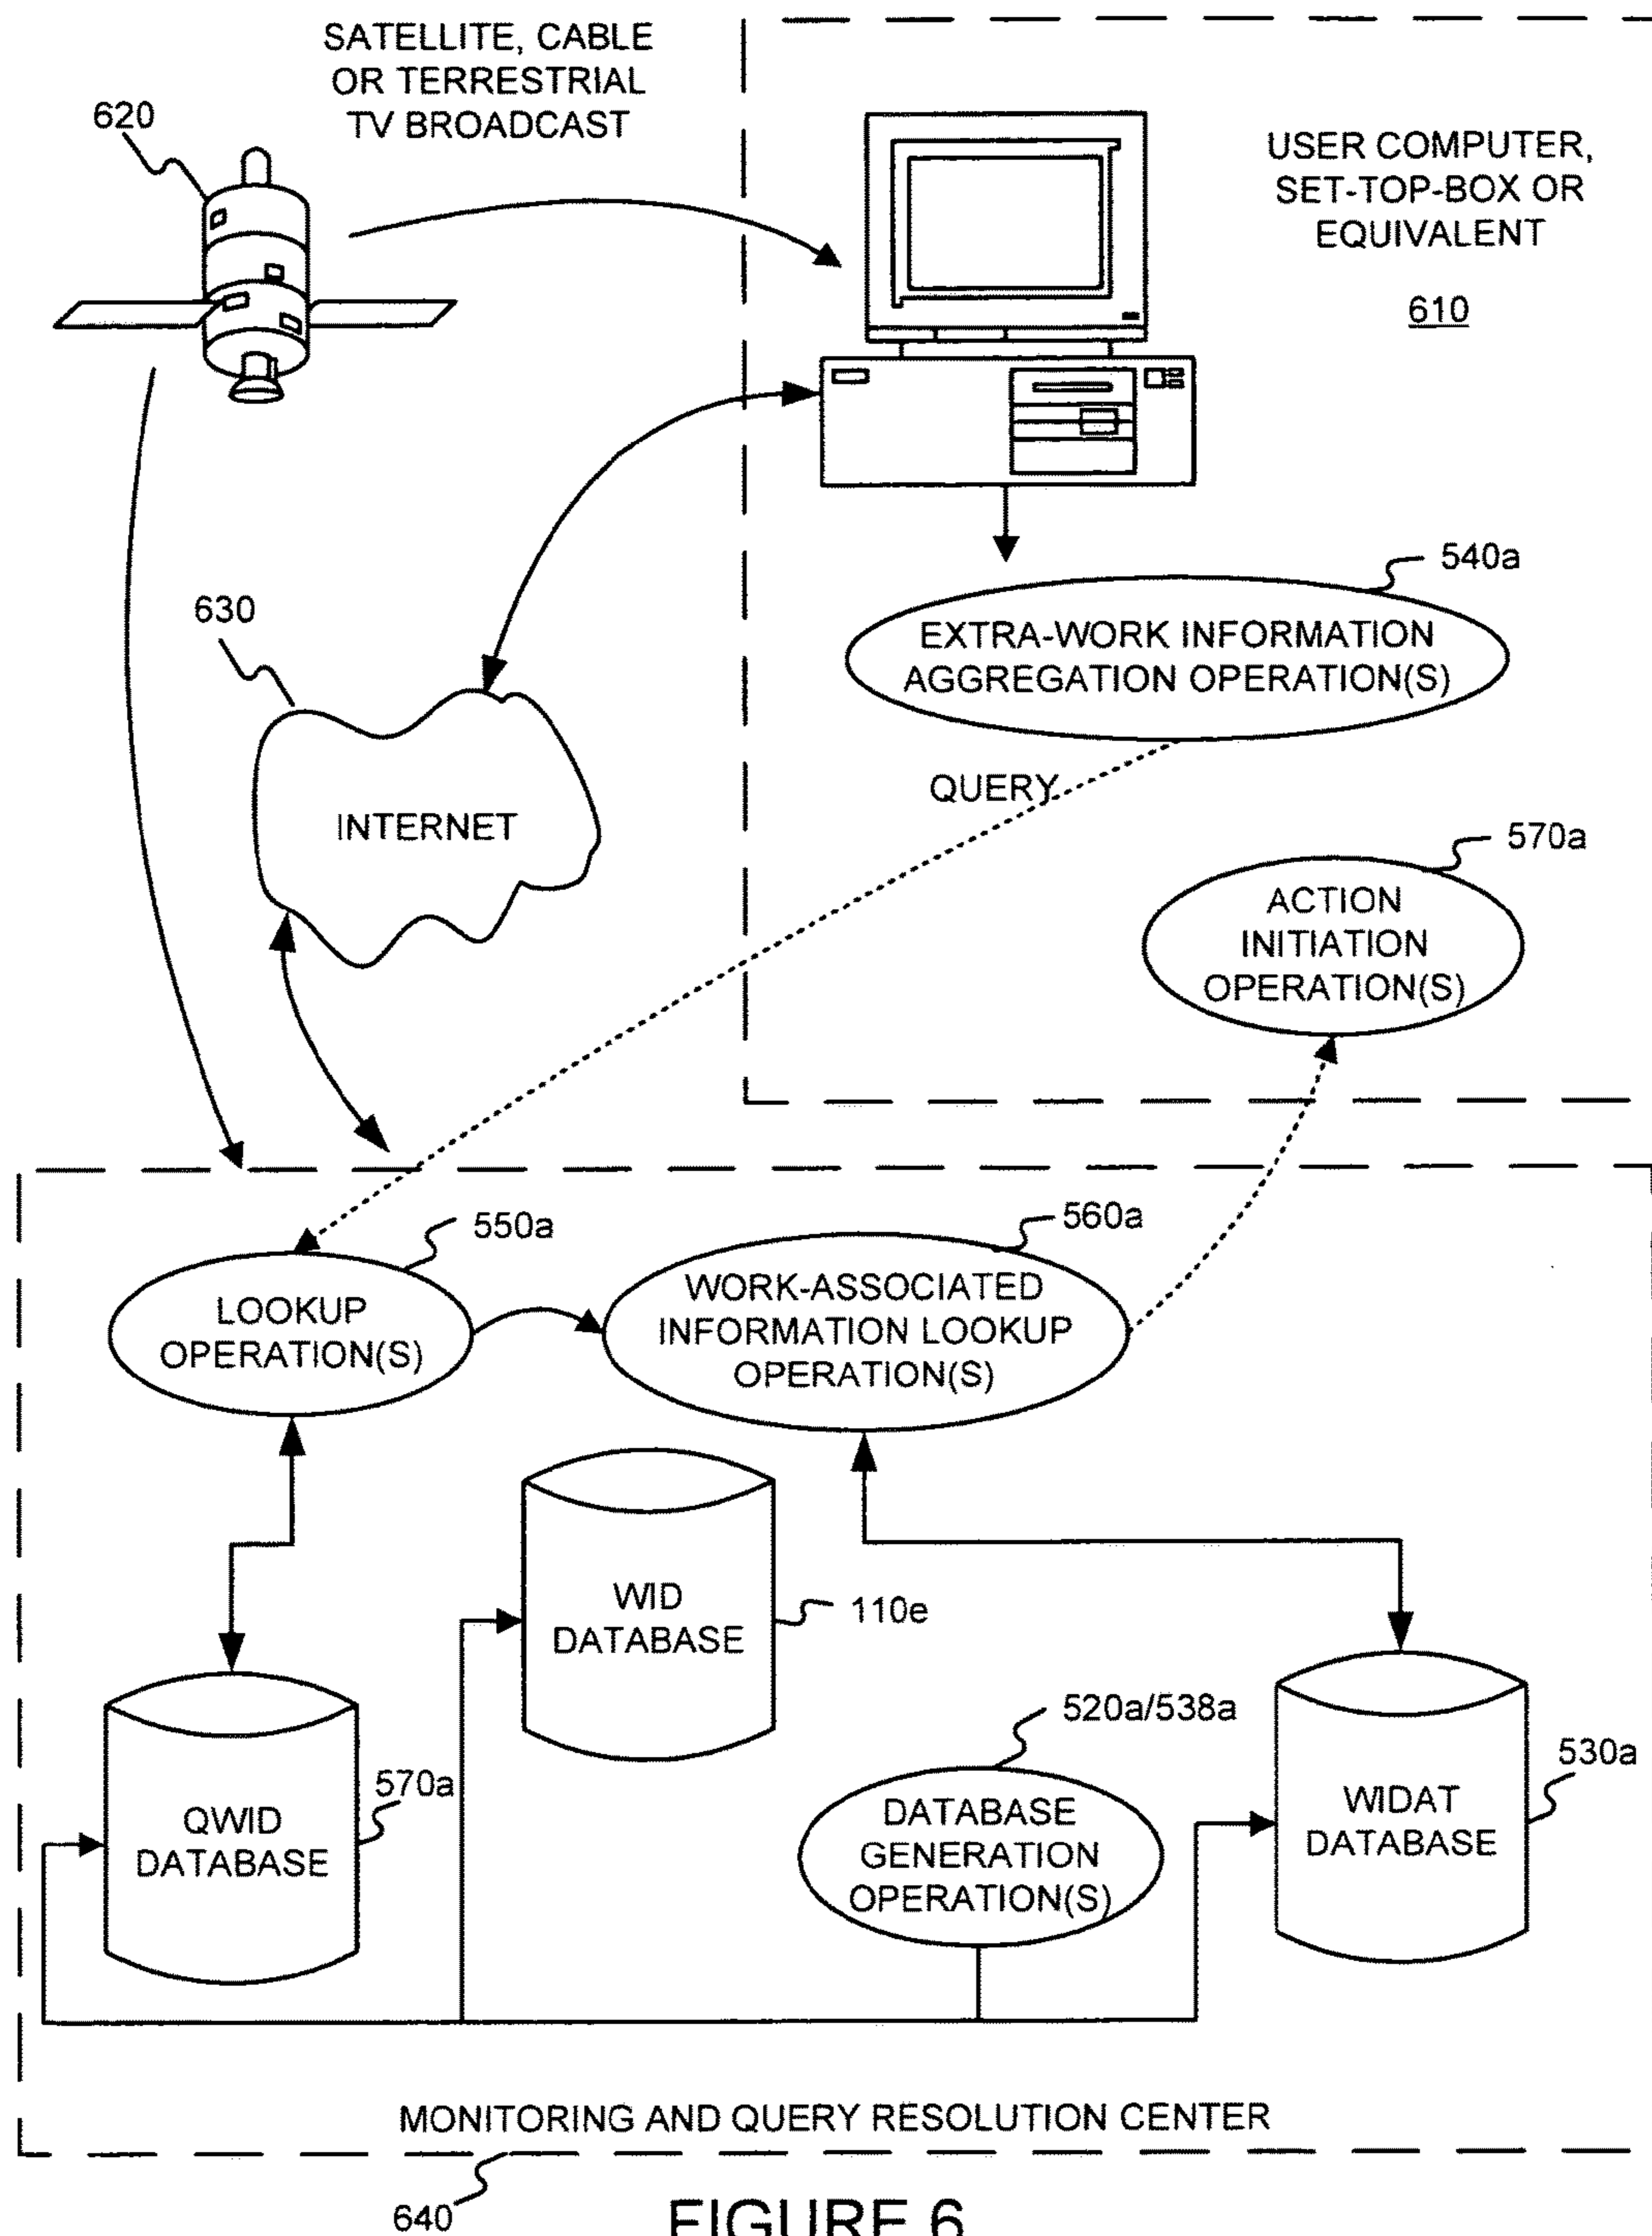 SATELLITE, CABLE
OR TERRESTRIAL
TV BROADCAST
620
USER COMPUTER,
SET-TOP-BOX OR
EQUIVALENT
610
540a
EXTRA-WORK INFORMATION
AGGREGATION OPERATION(S)
630
INTERNET
QUERY
570a
ACTION
INITIATION
OPERATION(S)
550a
LOOKUP
OPERATION(S)
560a
WORK-ASSOCIATED
INFORMATION LOOKUP
OPERATION(S)
WID
DATABASE
110e
520a/538a
DATABASE
GENERATION
OPERATION(S)
530a
WIDAT
DATABASE
570a
QWID
DATABASE
MONITORING AND QUERY RESOLUTION CENTER
640
FIGURE 6